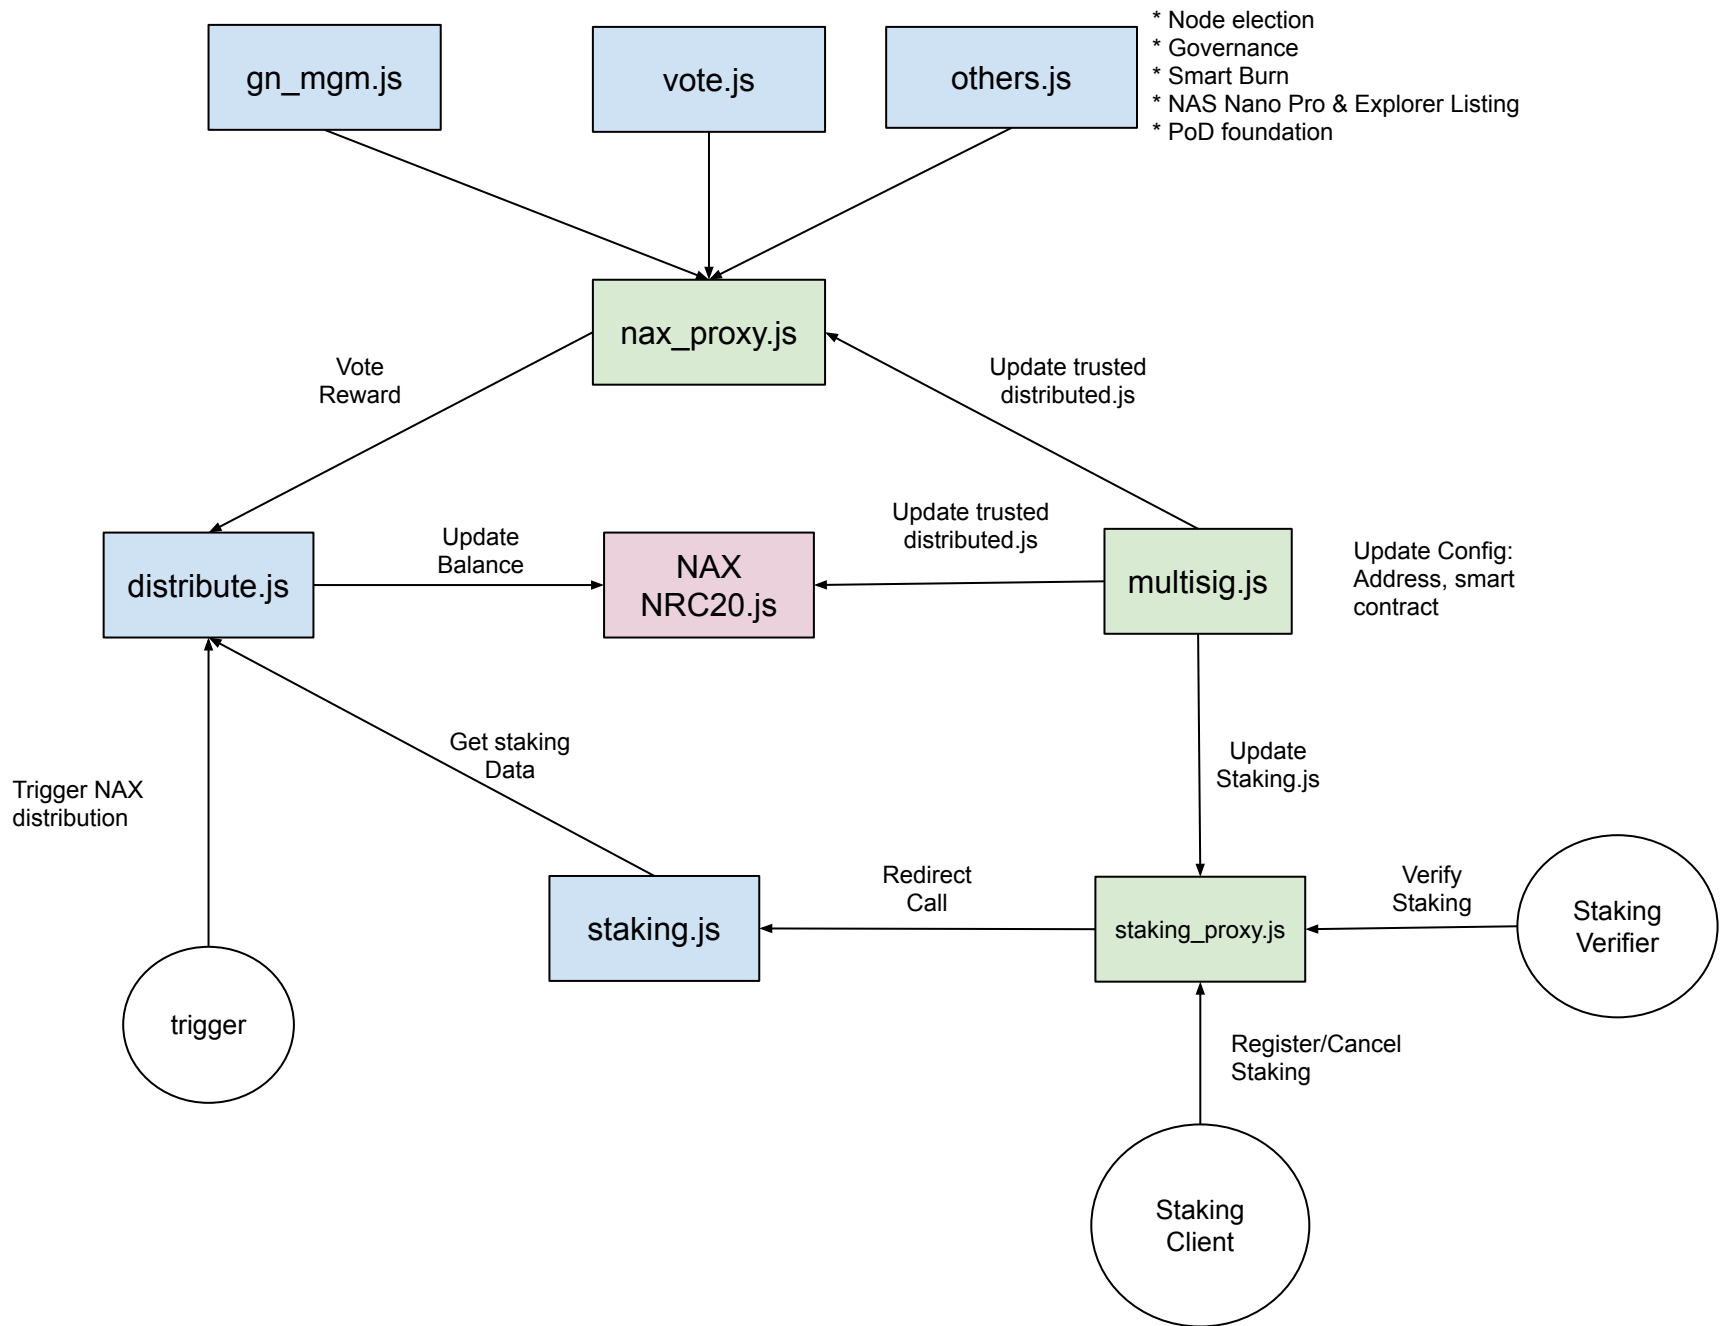 * Node election
* Governance
* Smart Burn
* NAS Nano Pro & Explorer Listing
* PoD foundation
gn_mgm.js
vote.js
others.js
nax_proxy.js
Vote
Reward
Update trusted
distributed.js
Update
Balance
Update trusted
distributed.js
distribute.js
NAX
NRC20.js
multisig.js
Update Config:
Address, smart
contract
Get staking
Data
Update
Staking.js
Trigger NAX
distribution
Redirect
Call
Verify
Staking
staking.js
staking_proxy.js
Staking
Verifier
trigger
Register/Cancel
Staking
Staking
Client